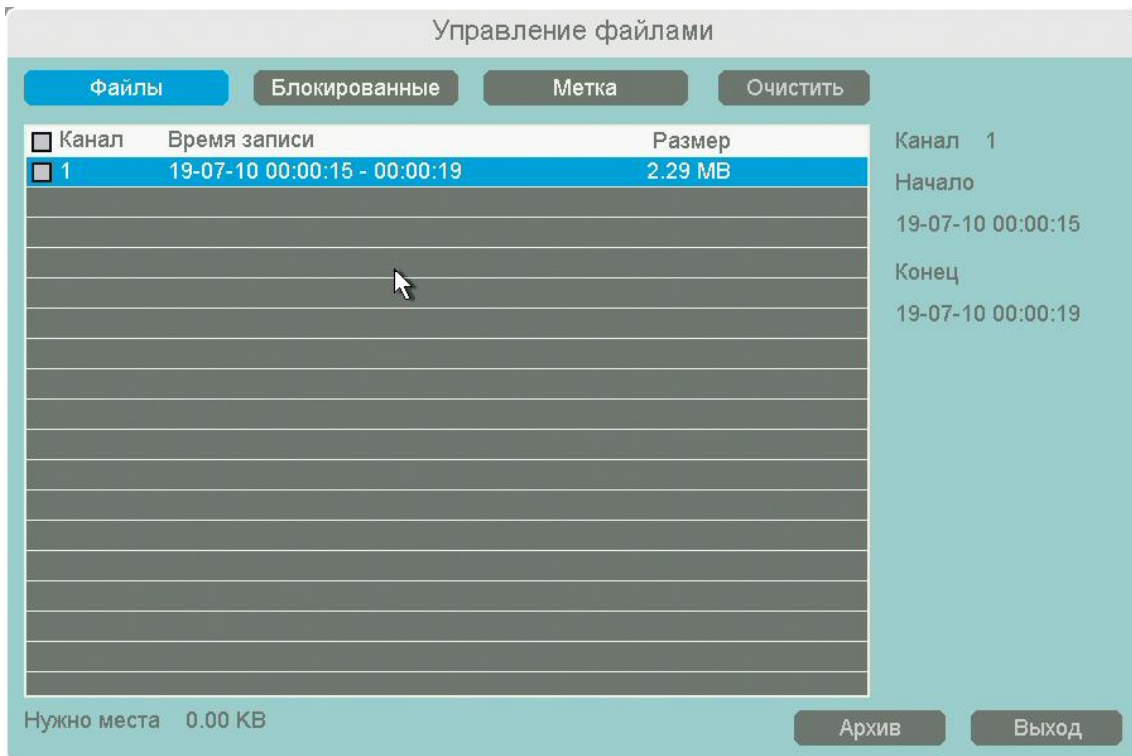 Управление файлами
Файлы Блокированные Метка Очистить
Канал Время записи Размер
1 19-07-10 00:00:15 - 00:00:19 2.29 MB
Канал 1
Начало
19-07-10 00:00:15
Конец
19-07-10 00:00:19
Нужно места 0.00 KB
Архив Выход